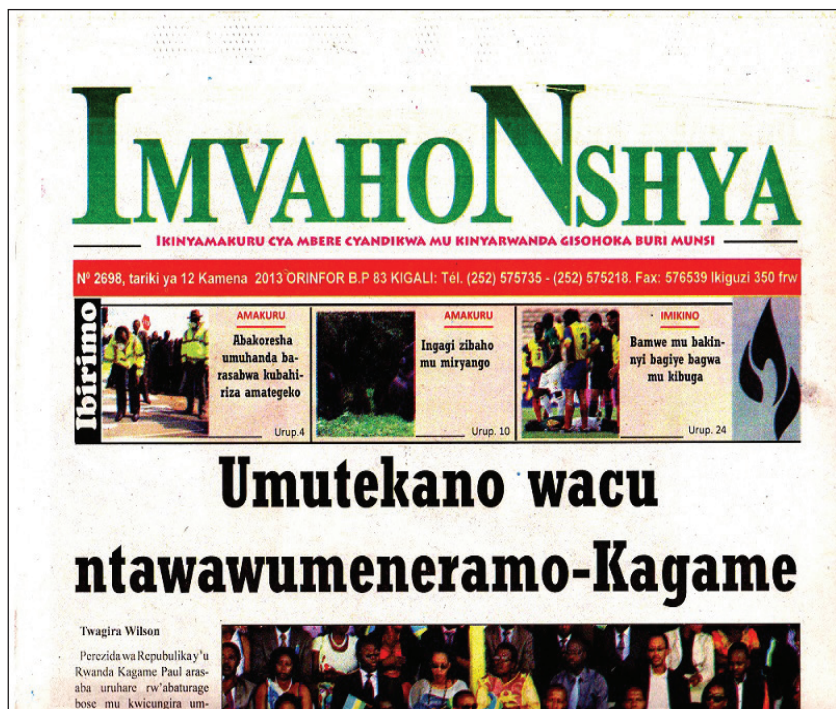 IMVAHO NSHYA
IKINYAMAKURU CYA MBERE CYANDIKWA MU KINYARWANDA GISOHOKA BURI MUNSI
Nº 2698, tariki ya 12 Kamena 2013 ORINFOR B.P 83 KIGALI: Tél. (252) 575735 - (252) 575218. Fax: 576539 Ikiguzi 350 frw
Ibirimo
AMAKURU
Abakoresha
umuhanda ba-
rasabwa kubahi-
riza amategeko
Urup.4
AMAKURU
Ingagi zibaho
mu miryango
Urup. 10
IMIKINO
Bamwe mu bakin-
nyi bagiye bagwa
mu kibuga
Urup. 24
Umutekano wacu
ntawawumeneramo-Kagame
Twagira Wilson
Perezida wa Repubulika y'u
Rwanda Kagame Paul aras-
aba uruhare rw'abaturage
bose mu kwicungira um-